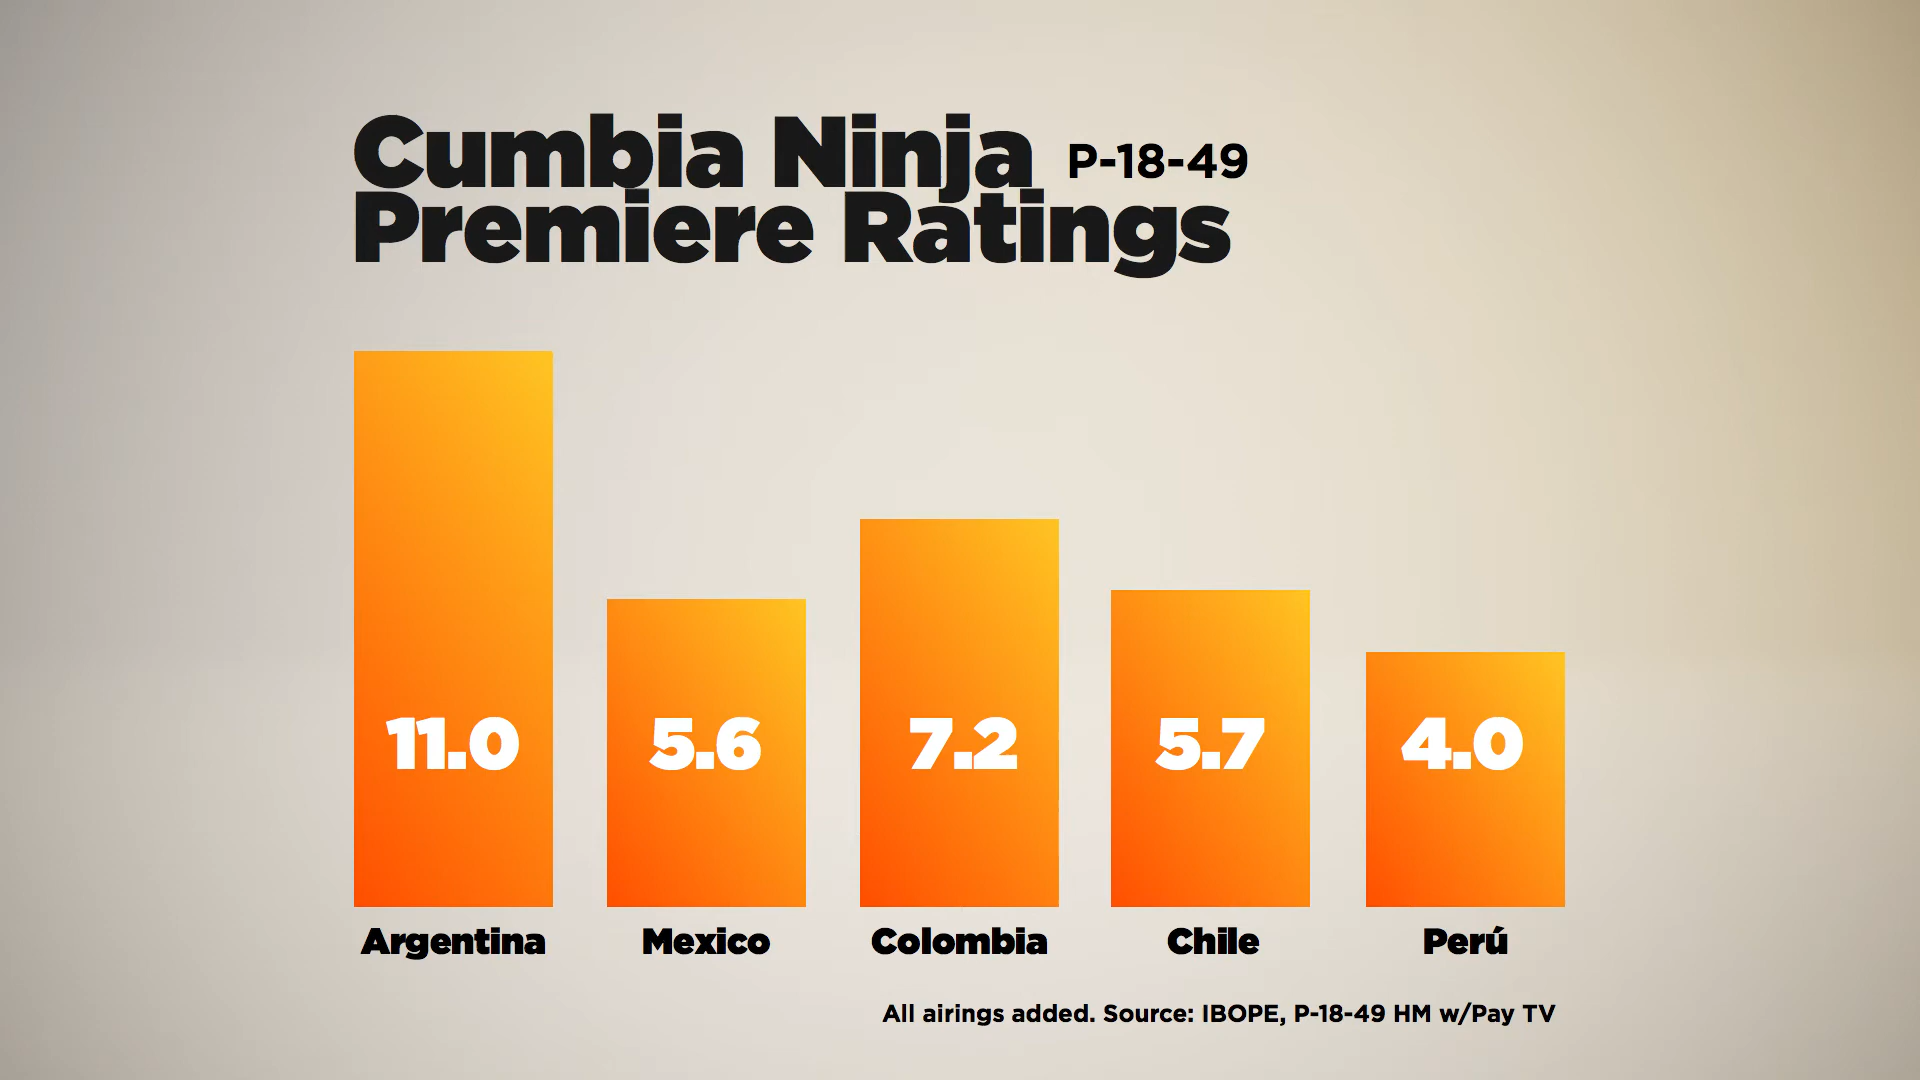 Cumbia Ninja P-18-49
Premiere Ratings
11.0 5.6 7.2 5.7 4.0
Argentina Mexico Colombia Chile Perú
All airings added. Source: IBOPE, P-18-49 HM w/Pay TV